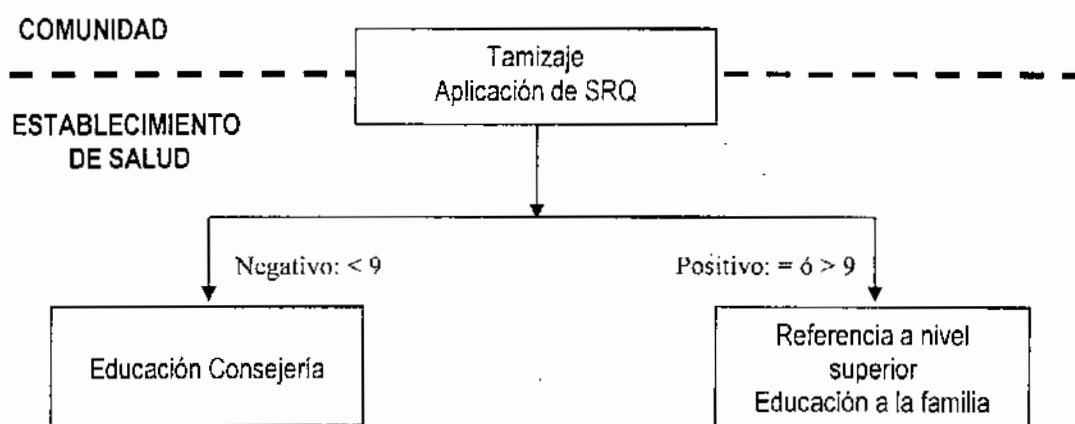 COMUNIDAD
Tamizaje
Aplicación de SRQ
ESTABLECIMIENTO
DE SALUD
Negativo: < 9
Positivo: = ó > 9
Educación Consejería
Referencia a nivel
superior
Educación a la familia